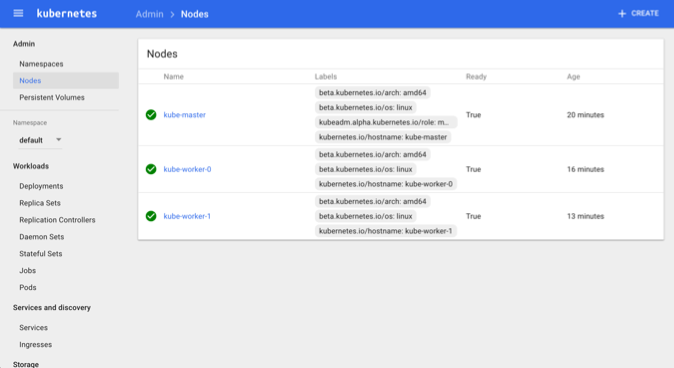 kubernetes
Admin > Nodes
+ CREATE
Admin
Namespaces
Nodes
Persistent Volumes
Namespace
default
Workloads
Deployments
Replica Sets
Replication Controllers
Daemon Sets
Stateful Sets
Jobs
Pods
Services and discovery
Services
Ingresses
Storage
Nodes
Name Labels Ready Age
kube-master
beta.kubernetes.io/arch: amd64
beta.kubernetes.io/os: linux
kubeadm.alpha.kubernetes.io/role: m...
kubernetes.io/hostname: kube-master
True
20 minutes
kube-worker-0
beta.kubernetes.io/arch: amd64
beta.kubernetes.io/os: linux
kubernetes.io/hostname: kube-worker-0
True
16 minutes
kube-worker-1
beta.kubernetes.io/arch: amd64
beta.kubernetes.io/os: linux
kubernetes.io/hostname: kube-worker-1
True
13 minutes